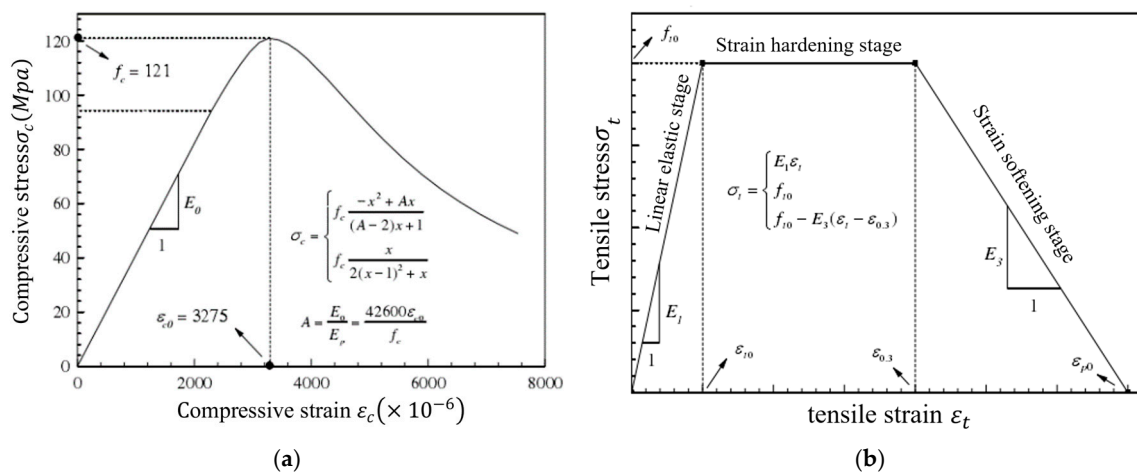 120
100
80
60
40
20
0
Compressive stressσ_c(Mpa)
f_c = 121
E_0
1
σ_c = { f_c (-x² + Ax)/((A-2)x+1)
f_c x/(2(x-1)² + x)
A = E_0/E_p = 42600ε_c0/f_c
ε_c0 = 3275
0 2000 4000 6000 8000
Compressive strain ε_c(× 10⁻⁶)
(a)
f_t0
Strain hardening stage
Linear elastic stage
Strain softening stage
Tensile stressσ_t
σ_t = { E_1ε_t
f_t0
f_t0 - E_3(ε_t - ε_0.3)
E_3
1
E_1
1
ε_t0
ε_0.3
ε_p0
tensile strain ε_t
(b)